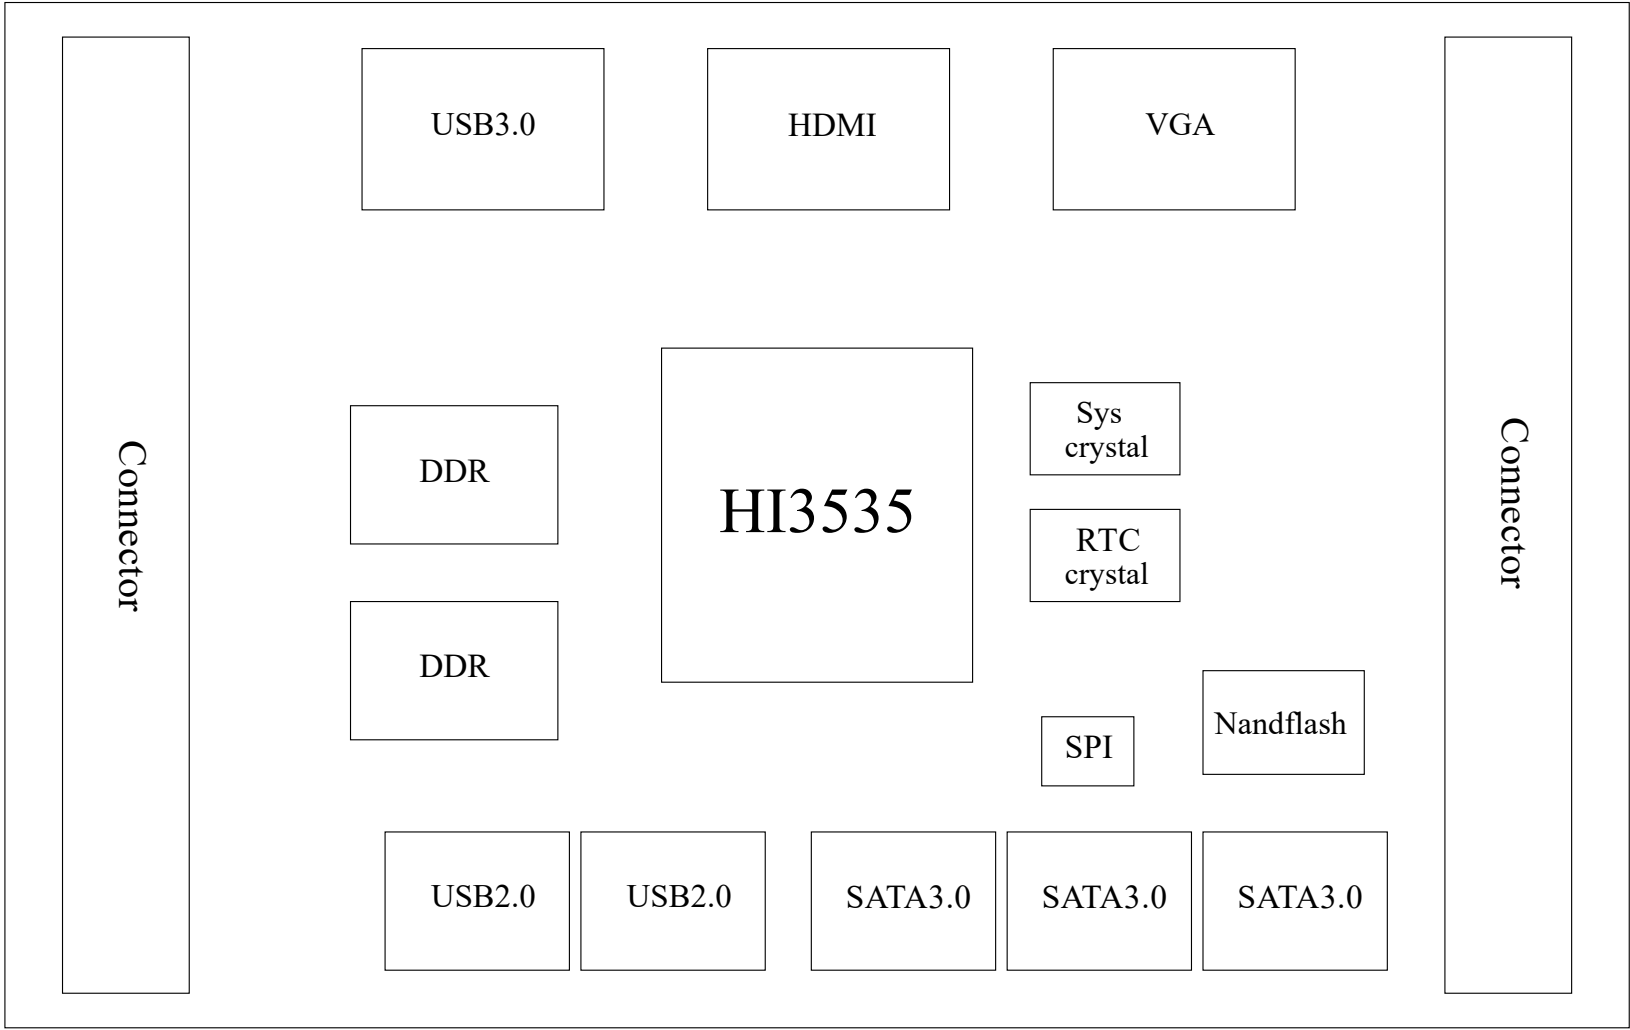 USB3.0
HDMI
VGA
Connector
Connector
Sys
crystal
DDR
HI3535
RTC
crystal
DDR
Nandflash
SPI
USB2.0
USB2.0
SATA3.0
SATA3.0
SATA3.0